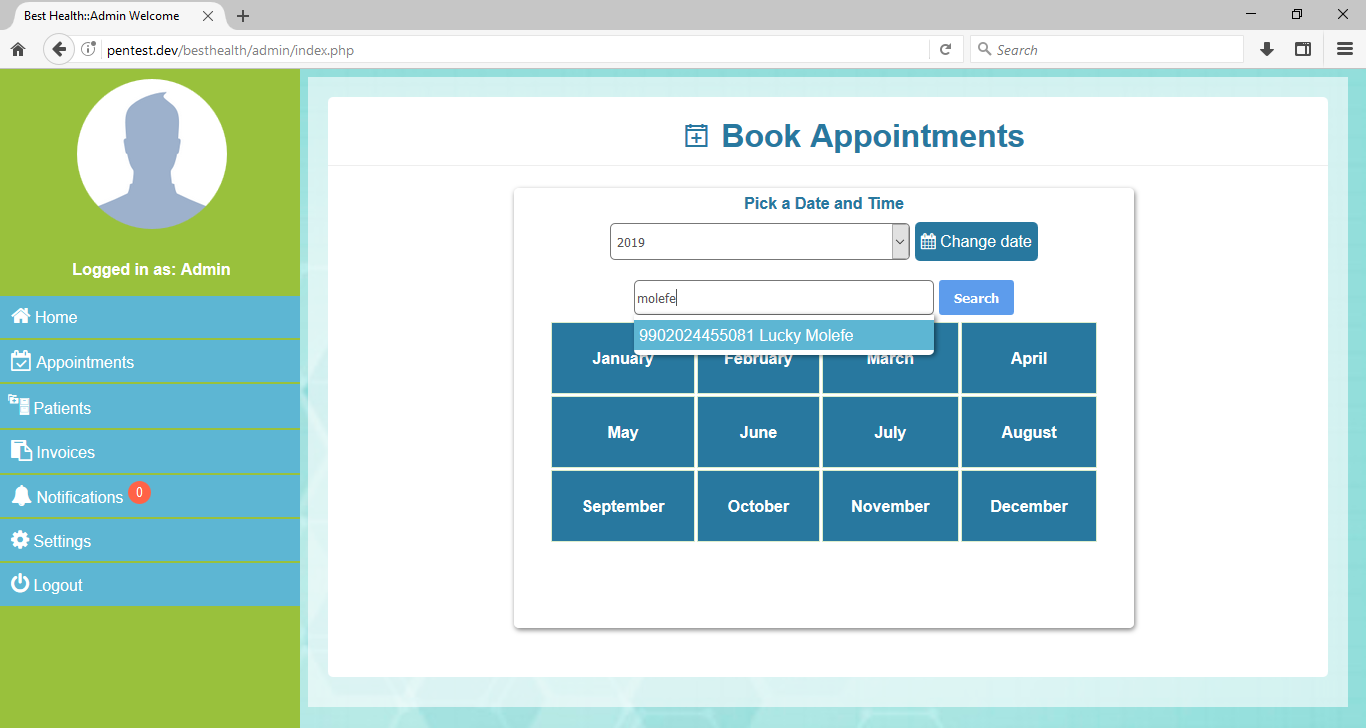 Best Health::Admin Welcome
pentest.dev/besthealth/admin/index.php
Search
Logged in as: Admin
Home
Appointments
Patients
Invoices
Notifications 0
Settings
Logout
Book Appointments
Pick a Date and Time
2019
Change date
molefe
Search
9902024455081 Lucky Molefe
January February March April
May June July August
September October November December